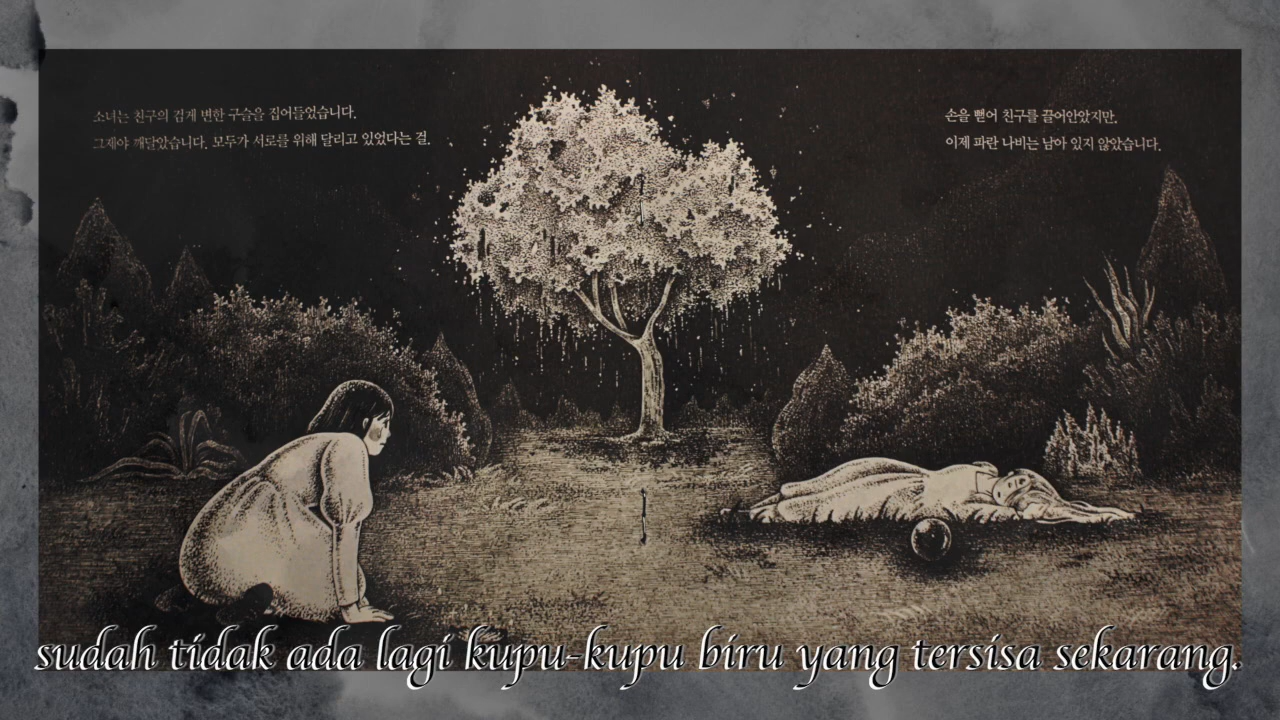 소녀는 친구의 검게 변한 구슬을 집어들었습니다.
그제야 깨달았습니다. 모두가 서로를 위해 달리고 있었다는 걸.
손을 뻗어 친구를 끌어안았지만,
이제 파란 나비는 남아 있지 않았습니다.
sudah tidak ada lagi kupu-kupu biru yang tersisa sekarang.